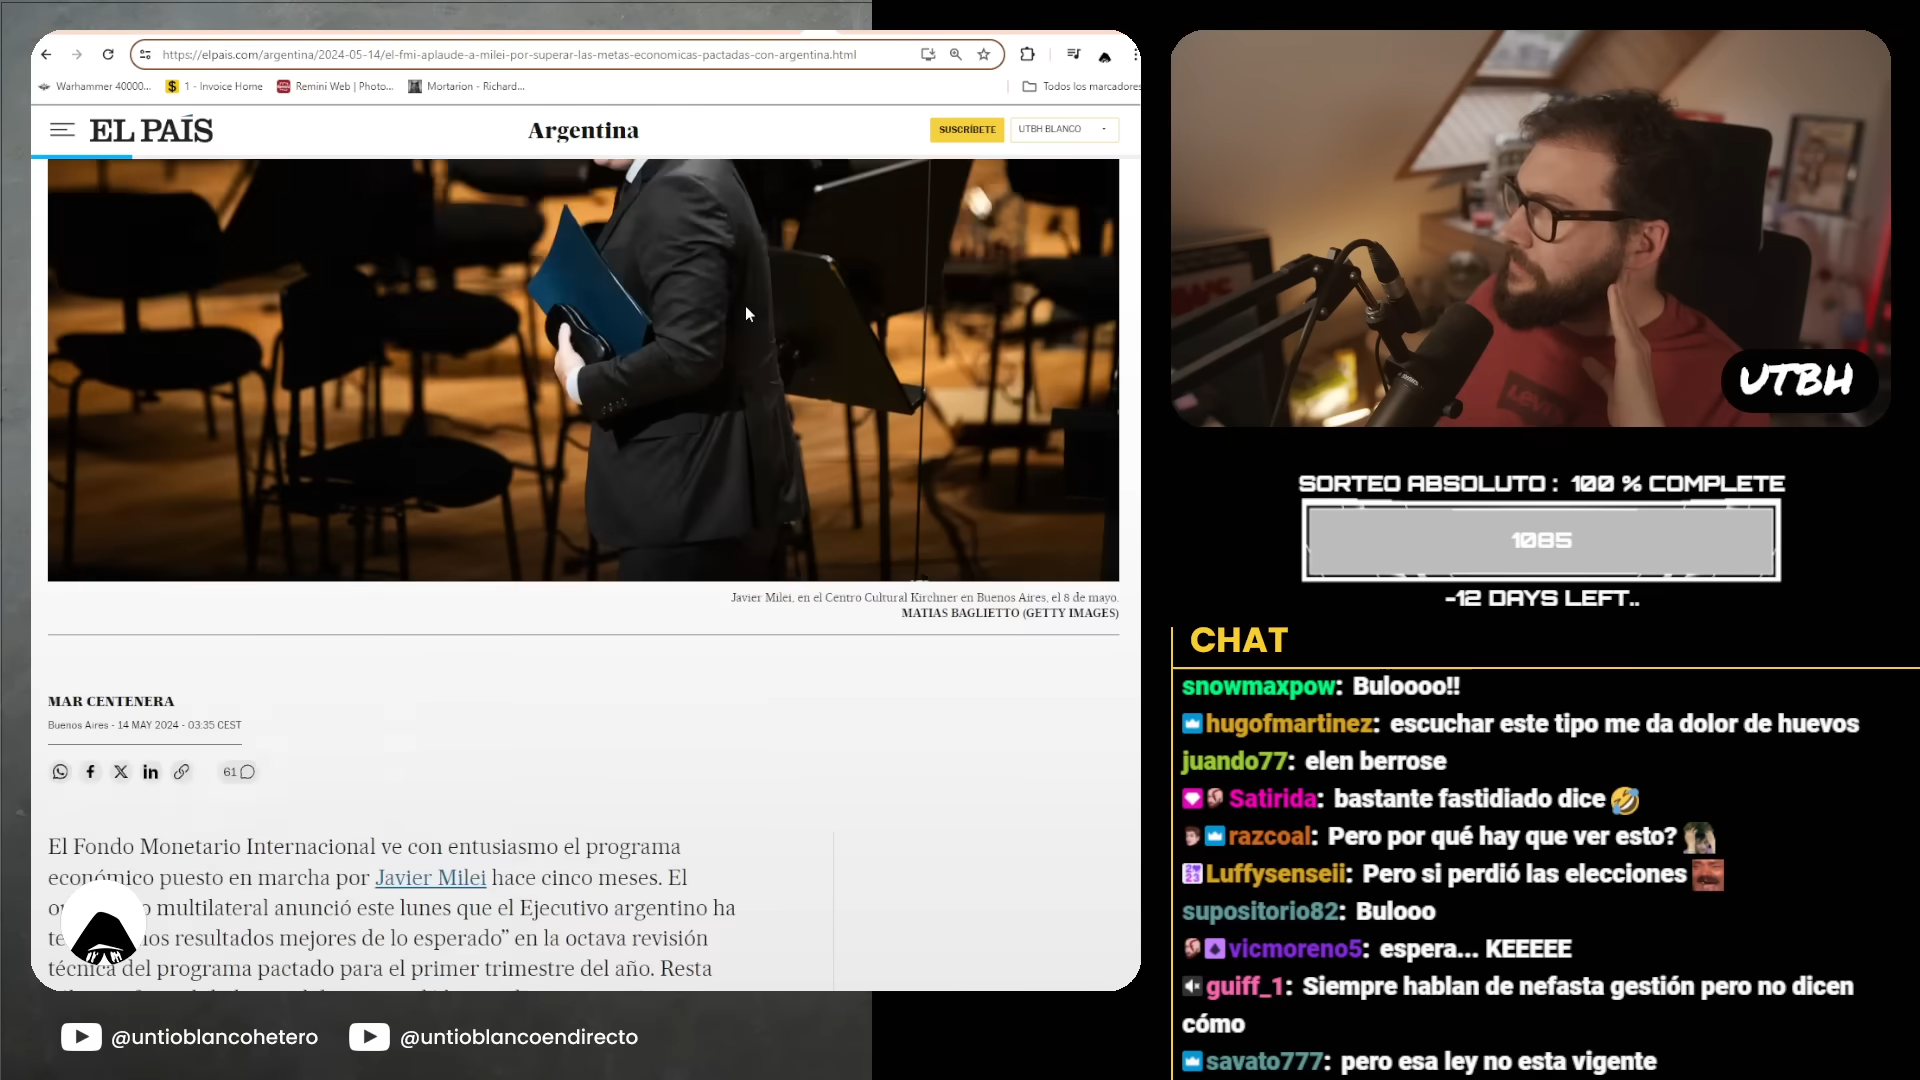 https://elpais.com/argentina/2024-05-14/el-fmi-aplaude-a-milei-por-superar-las-metas-economicas-pactadas-con-argentina.html
Warhammer 40000...
1 - Invoice Home
Remini Web | Photo...
Mortarion - Richard...
Todos los marcadores
EL PAÍS
Argentina
SUSCRÍBETE
UTBH BLANCO
Javier Milei, en el Centro Cultural Kirchner en Buenos Aires, el 8 de mayo.
MATIAS BAGLIETTO (GETTY IMAGES)
MAR CENTENERA
Buenos Aires - 14 MAY 2024 - 03:35 CEST
61
El Fondo Monetario Internacional ve con entusiasmo el programa
económico puesto en marcha por Javier Milei hace cinco meses. El
multilateral anunció este lunes que el Ejecutivo argentino ha
resultados mejores de lo esperado” en la octava revisión
técnica del programa pactado para el primer trimestre del año. Resta
@untioblancohetero
@untioblancoendirecto
Levi's
UTBH
SORTEO ABSOLUTO : 100 % COMPLETE
1085
-12 DAYS LEFT..
CHAT
snowmaxpow: Buloooo!!
hugofmartinez: escuchar este tipo me da dolor de huevos
juando77: elen berrose
Satirida: bastante fastidiado dice 🤣
razcoal: Pero por qué hay que ver esto?
Luffysenseii: Pero si perdió las elecciones
supositorio82: Bulooo
vicmoreno5: espera... KEEEEE
guiff_1: Siempre hablan de nefasta gestión pero no dicen
cómo
savato777: pero esa ley no esta vigente